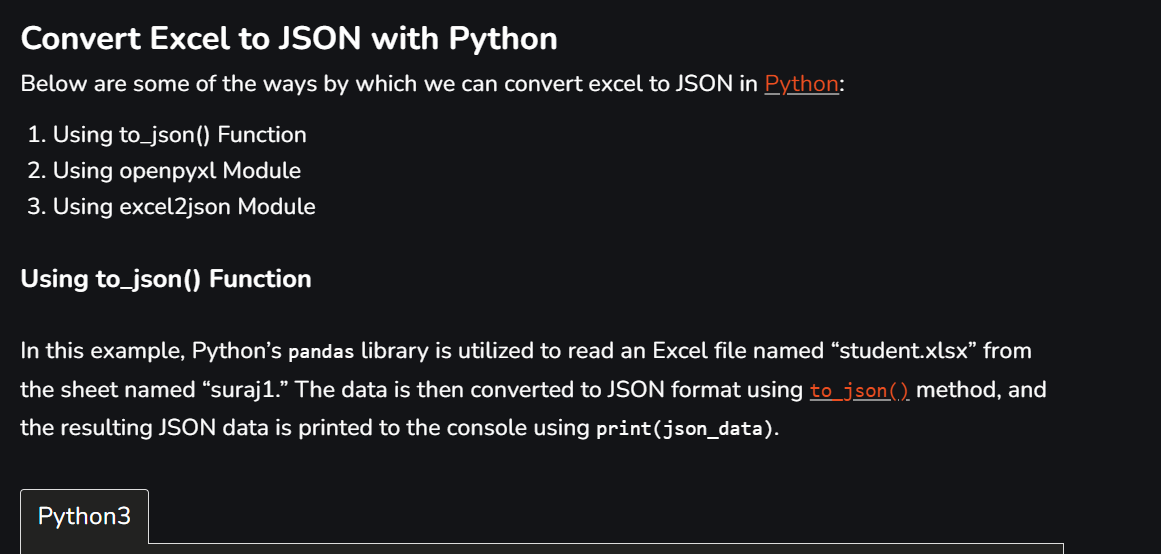 Convert Excel to JSON with Python
Below are some of the ways by which we can convert excel to JSON in Python:
1. Using to_json() Function
2. Using openpyxl Module
3. Using excel2json Module
Using to_json() Function
In this example, Python’s pandas library is utilized to read an Excel file named “student.xlsx” from
the sheet named “suraj1.” The data is then converted to JSON format using to_json() method, and
the resulting JSON data is printed to the console using print(json_data).
Python3